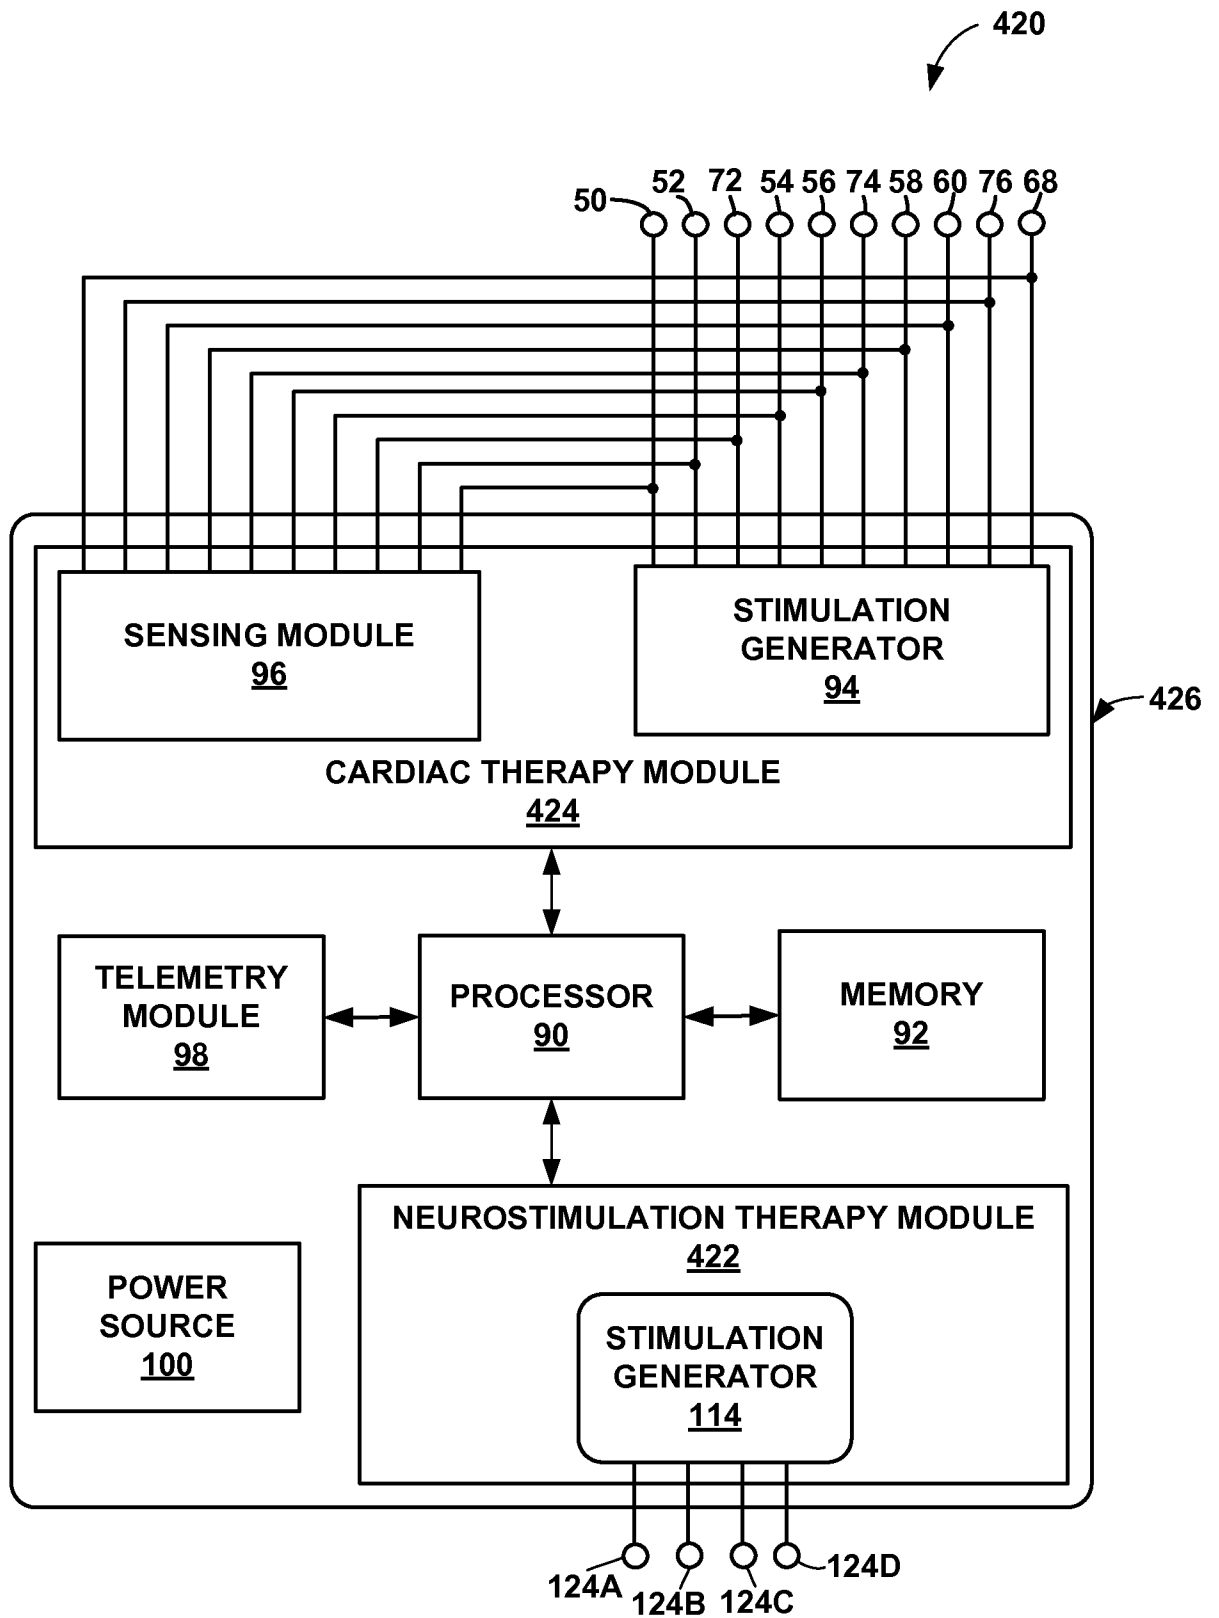 420
50 52 72 54 56 74 58 60 76 68
SENSING MODULE
96
STIMULATION
GENERATOR
94
426
CARDIAC THERAPY MODULE
424
TELEMETRY
MODULE
98
PROCESSOR
90
MEMORY
92
NEUROSTIMULATION THERAPY MODULE
422
POWER
SOURCE
100
STIMULATION
GENERATOR
114
124A 124B 124C 124D